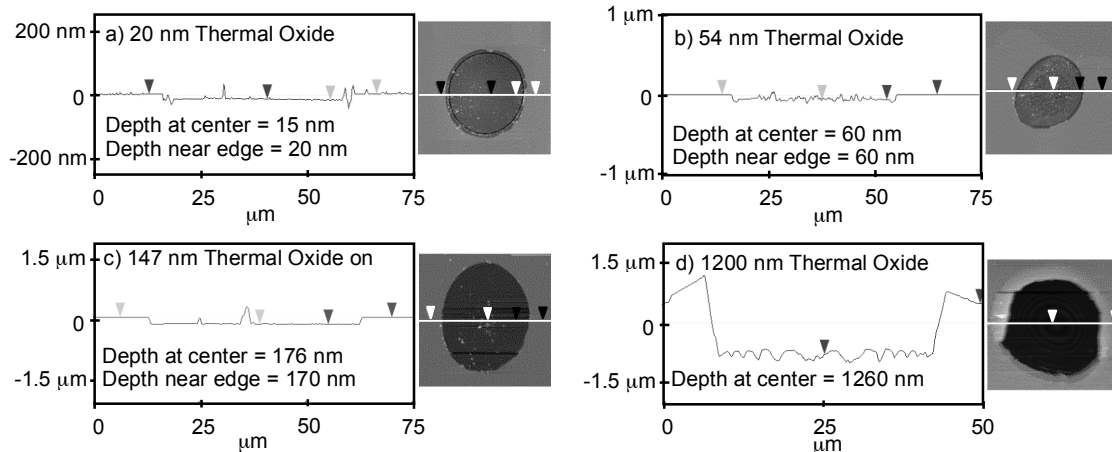 200 nm
0
-200 nm
a) 20 nm Thermal Oxide
Depth at center = 15 nm
Depth near edge = 20 nm
0 25 50 75
μm
1 μm
0
-1 μm
b) 54 nm Thermal Oxide
Depth at center = 60 nm
Depth near edge = 60 nm
0 25 50 75
μm
1.5 μm
0
-1.5 μm
c) 147 nm Thermal Oxide on
Depth at center = 176 nm
Depth near edge = 170 nm
0 25 50 75
μm
1.5 μm
0
-1.5 μm
d) 1200 nm Thermal Oxide
Depth at center = 1260 nm
0 25 50
μm